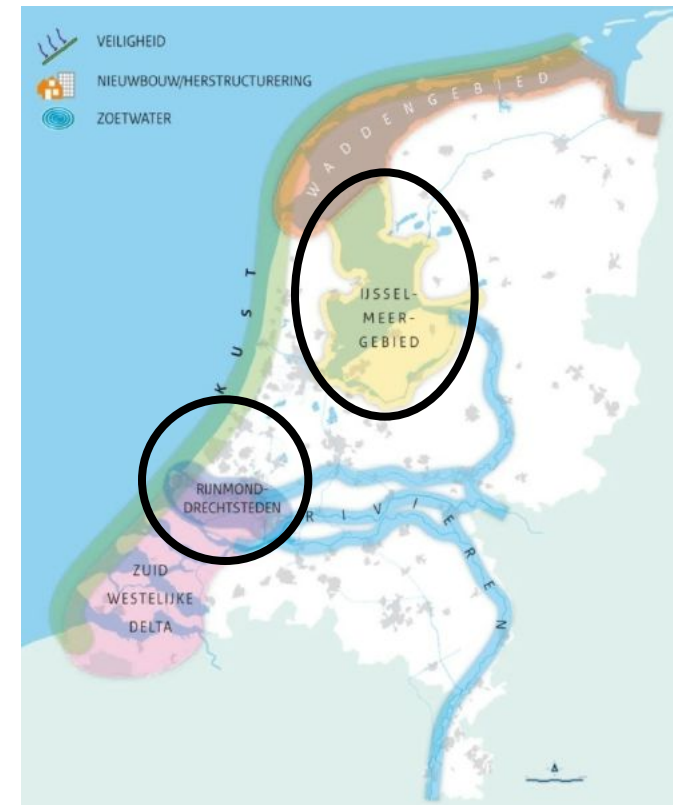 VEILIGHEID
NIEUWBOUW/HERSTRUCTURERING
ZOETWATER
WADDENGEBIED
KUST
IJSSEL-
MEER-
GEBIED
RIJNMOND-
DRECHTSTEDEN
RIVIEREN
ZUID
WESTELIJKE
DELTA